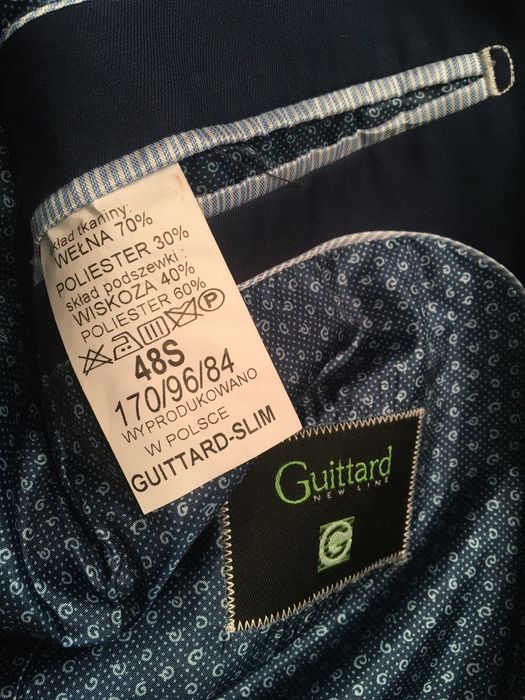 skład tkaniny:
WEŁNA 70%
POLIESTER 30%
skład podszewki :
WISKOZA 40%
POLIESTER 60%
P
48S
170/96/84
WYPRODUKOWANO
W POLSCE
GUITTARD-SLIM
Guittard
NEW LINE
G